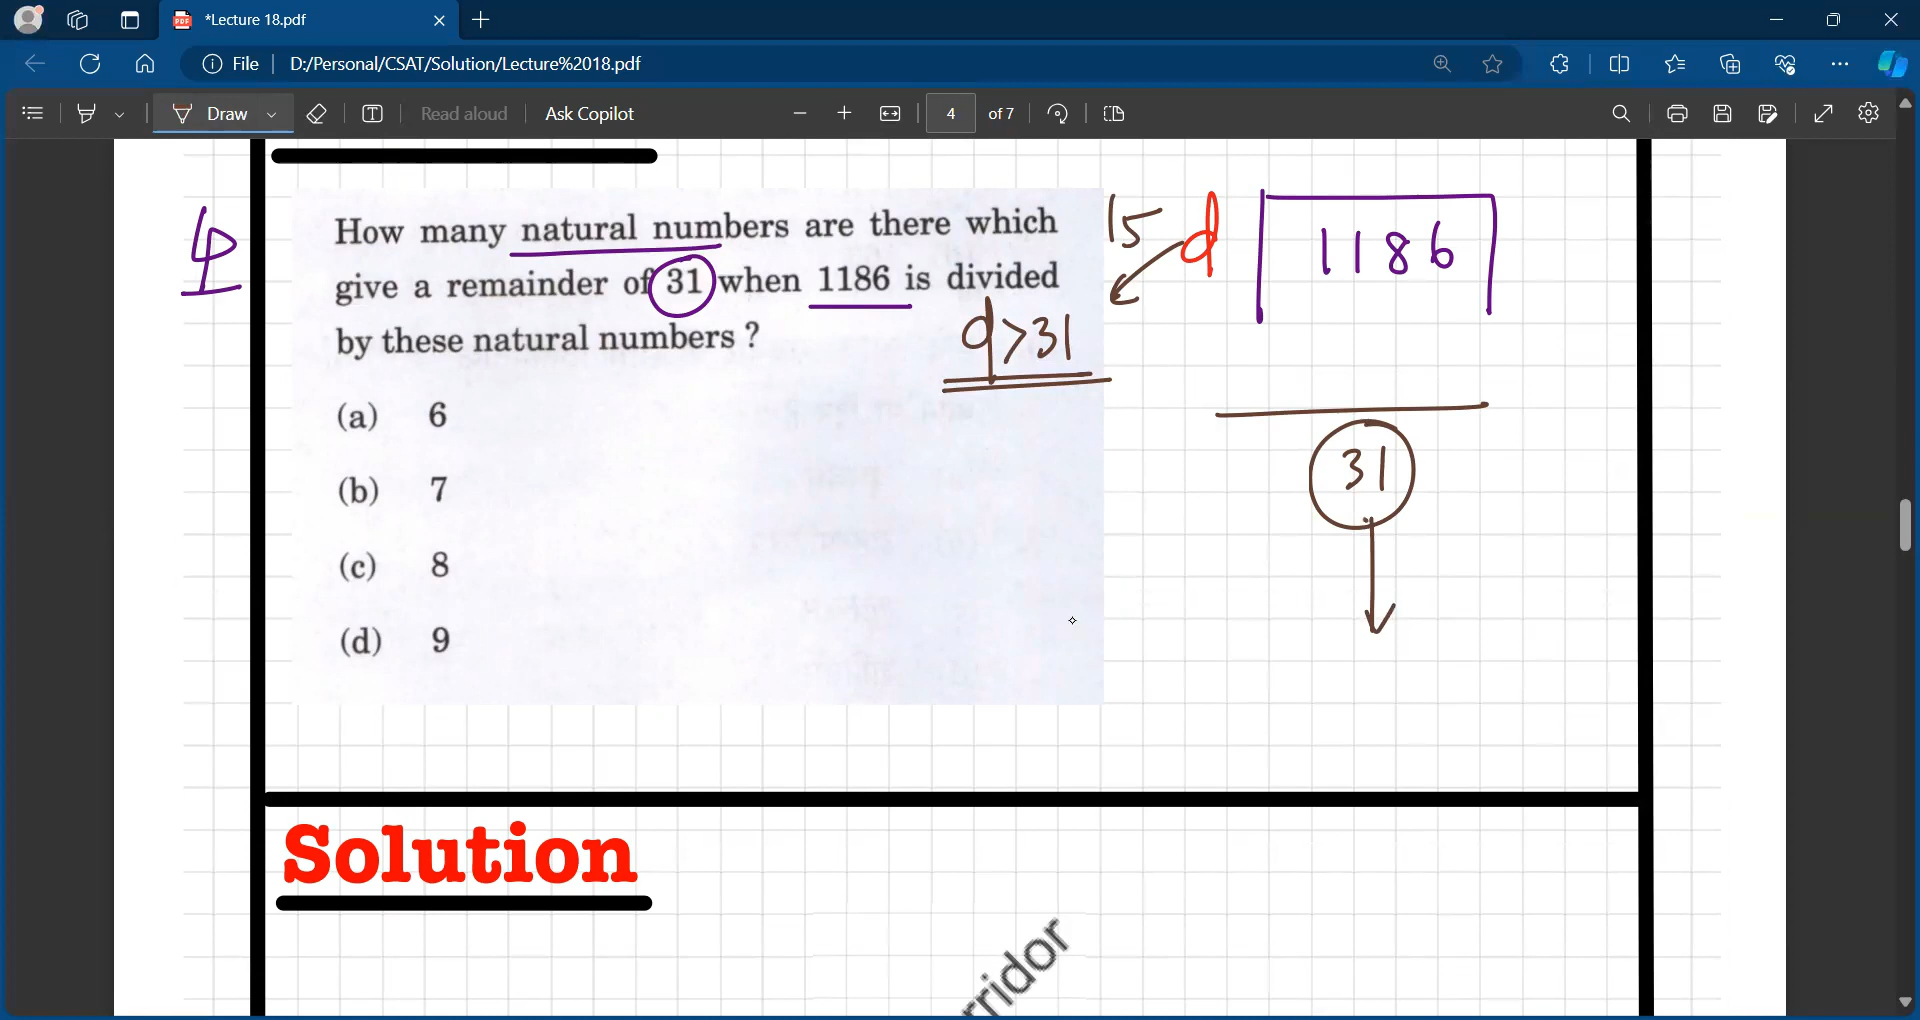 *Lecture 18.pdf
File
D:/Personal/CSAT/Solution/Lecture%2018.pdf
Draw
Read aloud
Ask Copilot
4 of 7
How many natural numbers are there which
give a remainder of 31 when 1186 is divided
by these natural numbers ?
(a) 6
(b) 7
(c) 8
(d) 9
15
d
1186
d>31
31
Solution
rridor